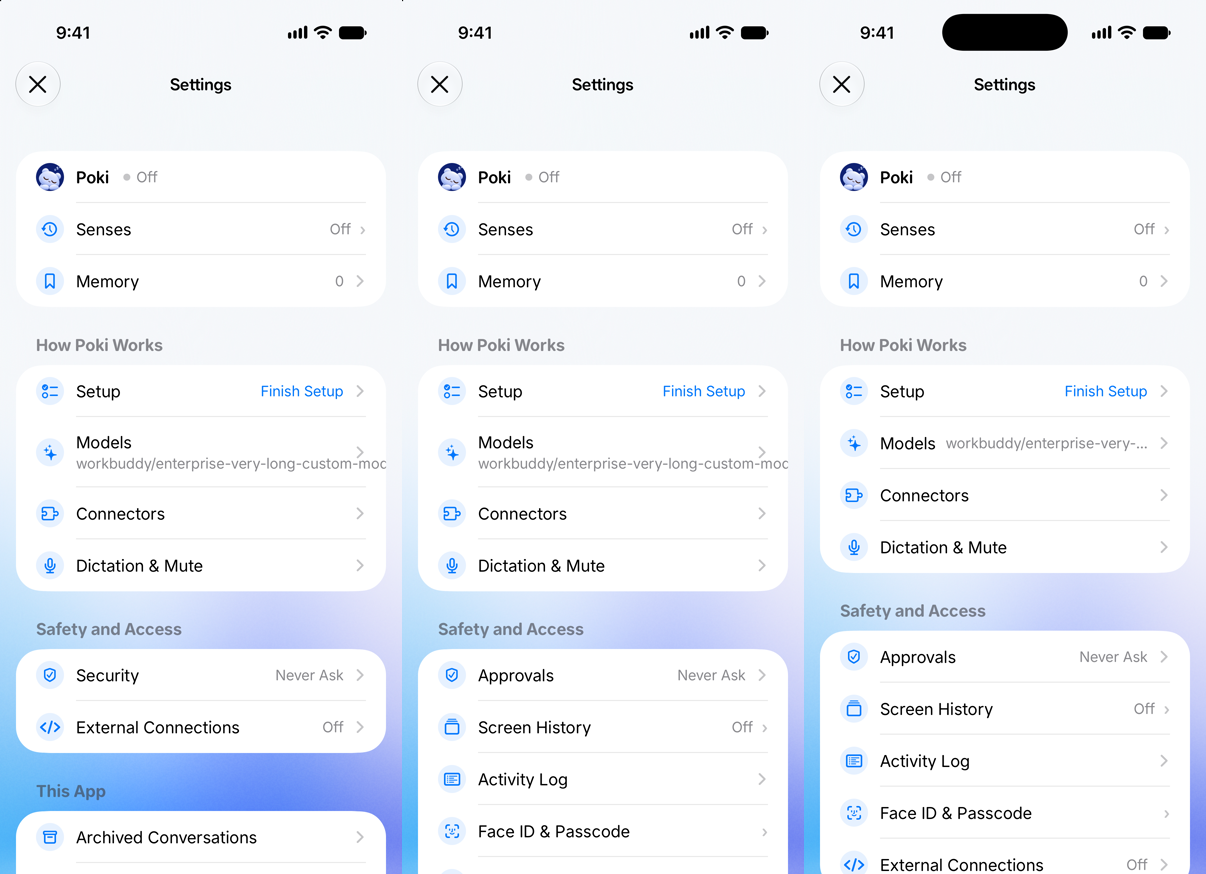 9:41
Settings
Poki
Off
Senses
Off
Memory
0
How Poki Works
Setup
Finish Setup
Models
workbuddy/enterprise-very-long-custom-mod
Connectors
Dictation & Mute
Safety and Access
Security
Never Ask
External Connections
Off
This App
Archived Conversations
9:41
Settings
Poki
Off
Senses
Off
Memory
0
How Poki Works
Setup
Finish Setup
Models
workbuddy/enterprise-very-long-custom-mod
Connectors
Dictation & Mute
Safety and Access
Approvals
Never Ask
Screen History
Off
Activity Log
Face ID & Passcode
9:41
Settings
Poki
Off
Senses
Off
Memory
0
How Poki Works
Setup
Finish Setup
Models
workbuddy/enterprise-very-...
Connectors
Dictation & Mute
Safety and Access
Approvals
Never Ask
Screen History
Off
Activity Log
Face ID & Passcode
External Connections
Off